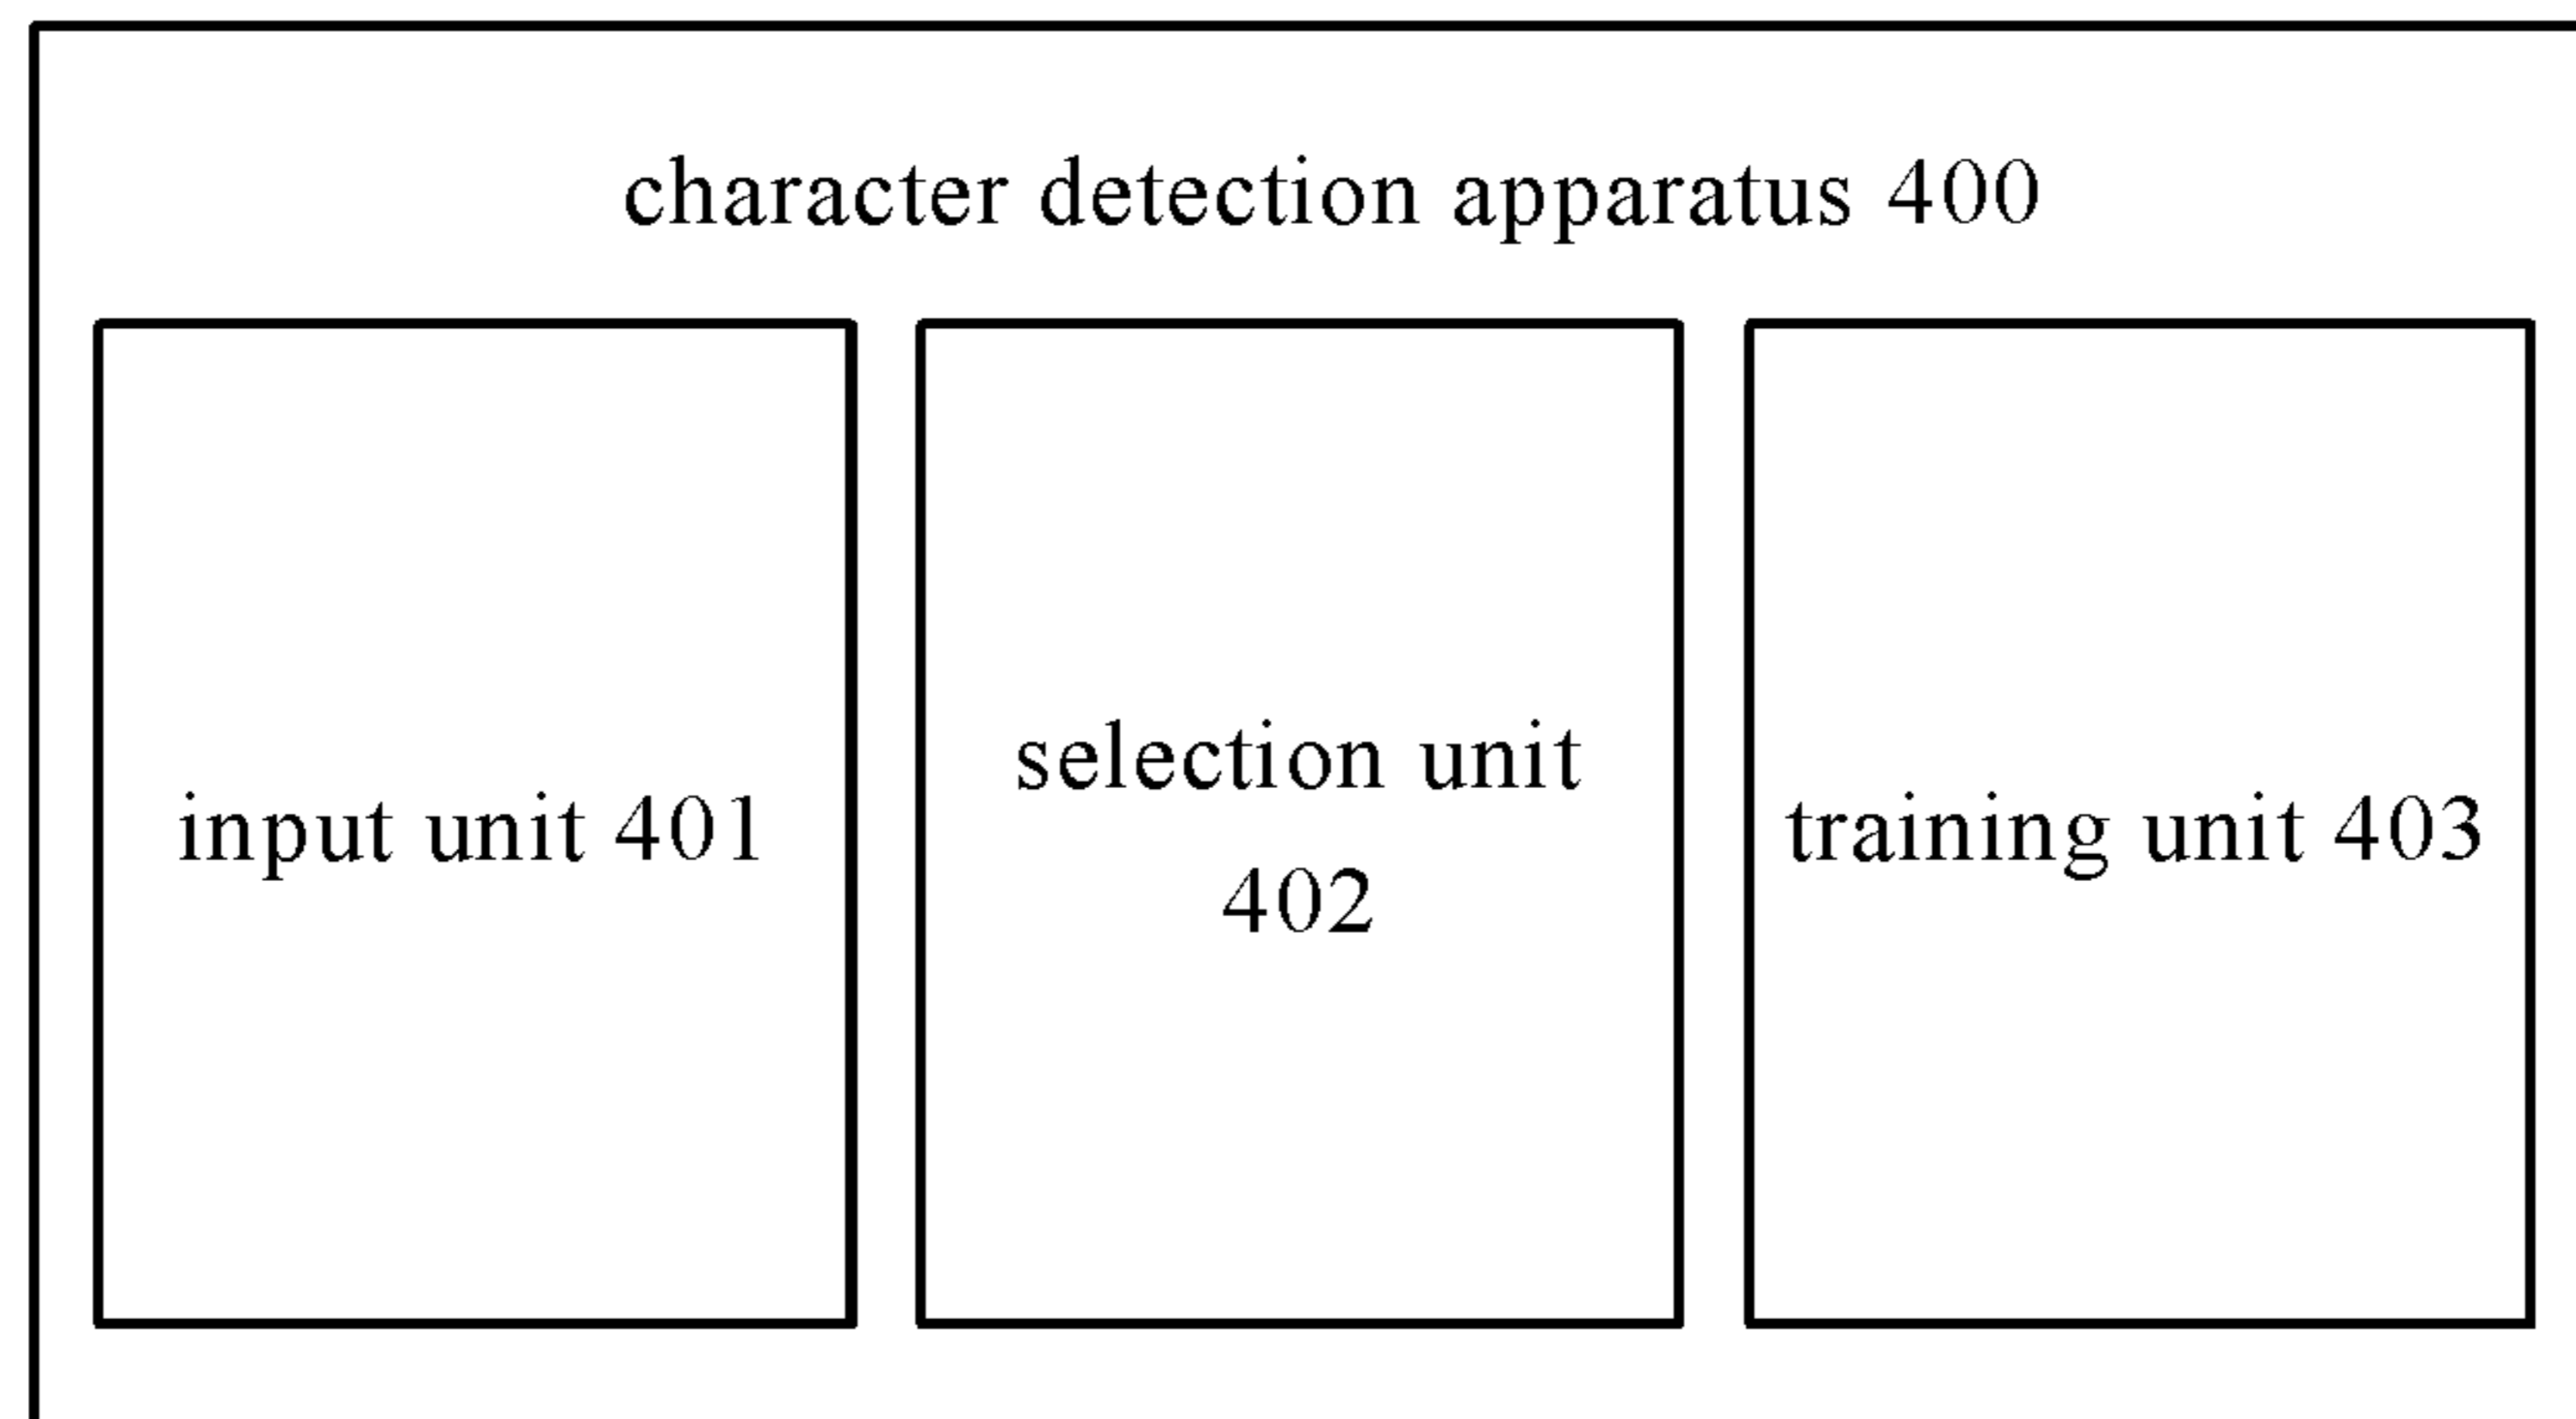 character detection apparatus 400
input unit 401
selection unit
402
training unit 403